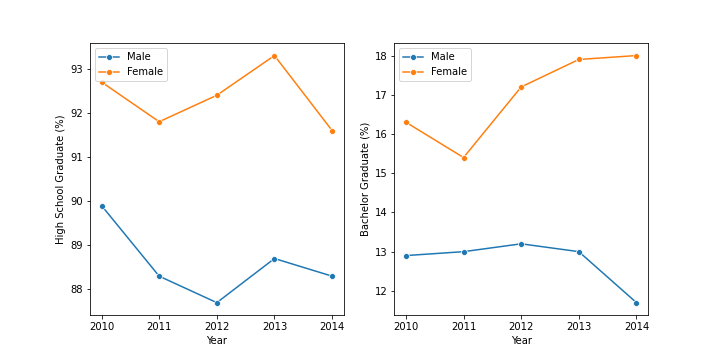 Male
Female
93
92
91
90
89
88
High School Graduate (%)
2010 2011 2012 2013 2014
Year
Male
Female
18
17
16
15
14
13
12
Bachelor Graduate (%)
2010 2011 2012 2013 2014
Year